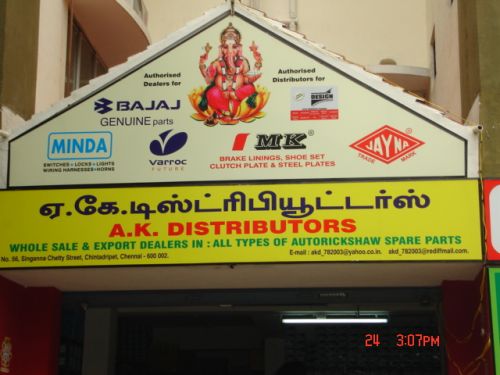 Authorised
Dealers for
Authorised
Distributors for
BAJAJ
GENUINE parts
DESIGN
MINDA
SWITCHES • LOCKS • LIGHTS
WIRING HARNESSES • HORNS
Varroc
FUTURE
MK
BRAKE LININGS, SHOE SET
CLUTCH PLATE & STEEL PLATES
JAYNA
TRADE MARK
ஏ.கே.டிஸ்ட்ரிபியூட்டர்ஸ்
A.K. DISTRIBUTORS
WHOLE SALE & EXPORT DEALERS IN : ALL TYPES OF AUTORICKSHAW SPARE PARTS
No. 56, Singanna Chetty Street, Chintadripet, Chennai - 600 002.
E-mail : akd_782003@yahoo.co.in. akd_782003@rediffmail.com
24 3:07PM